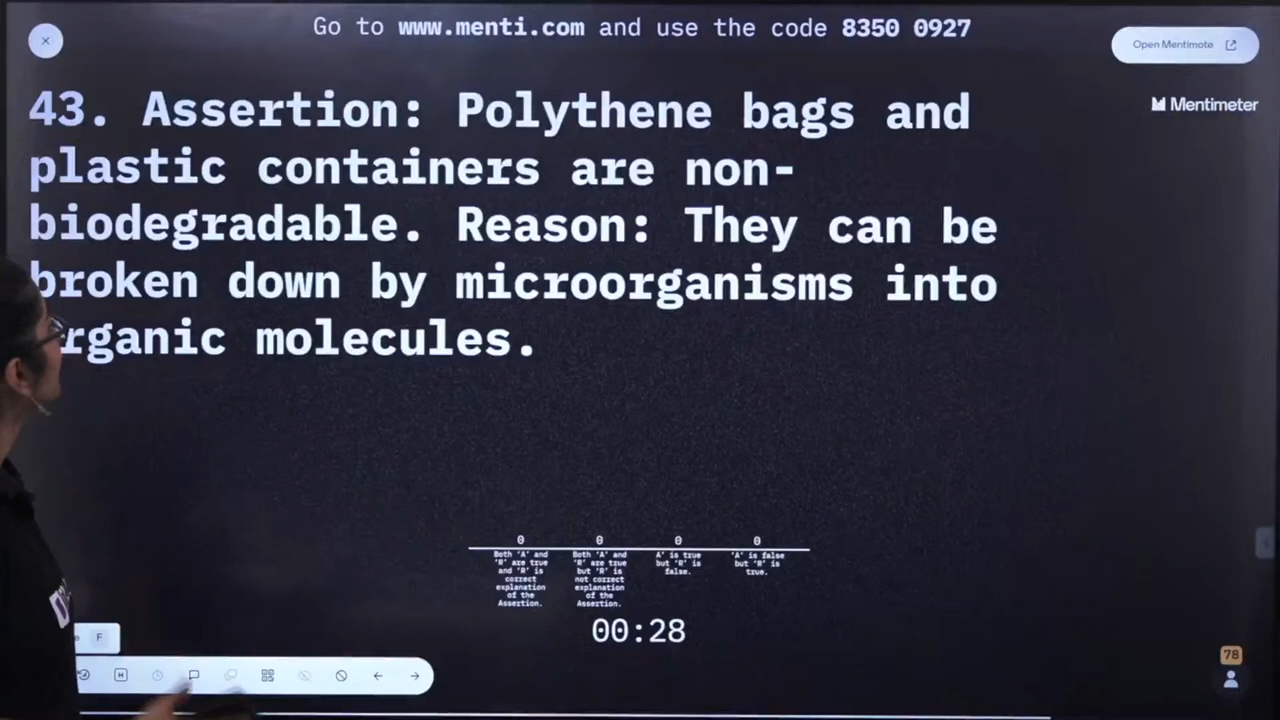 Go to www.menti.com and use the code 8350 0927
Open Mentimote
Mentimeter
43. Assertion: Polythene bags and
plastic containers are non-
biodegradable. Reason: They can be
broken down by microorganisms into
rganic molecules.
0 0 0 0
Both 'A' and
'R' are true
and 'R' is
correct
explanation
of the
Assertion.
Both 'A' and
'R' are true
but 'R' is
not correct
explanation
of the
Assertion.
A' is true
but 'R' is
false.
'A' is false
but 'R' is
true.
00:28
F
H
78